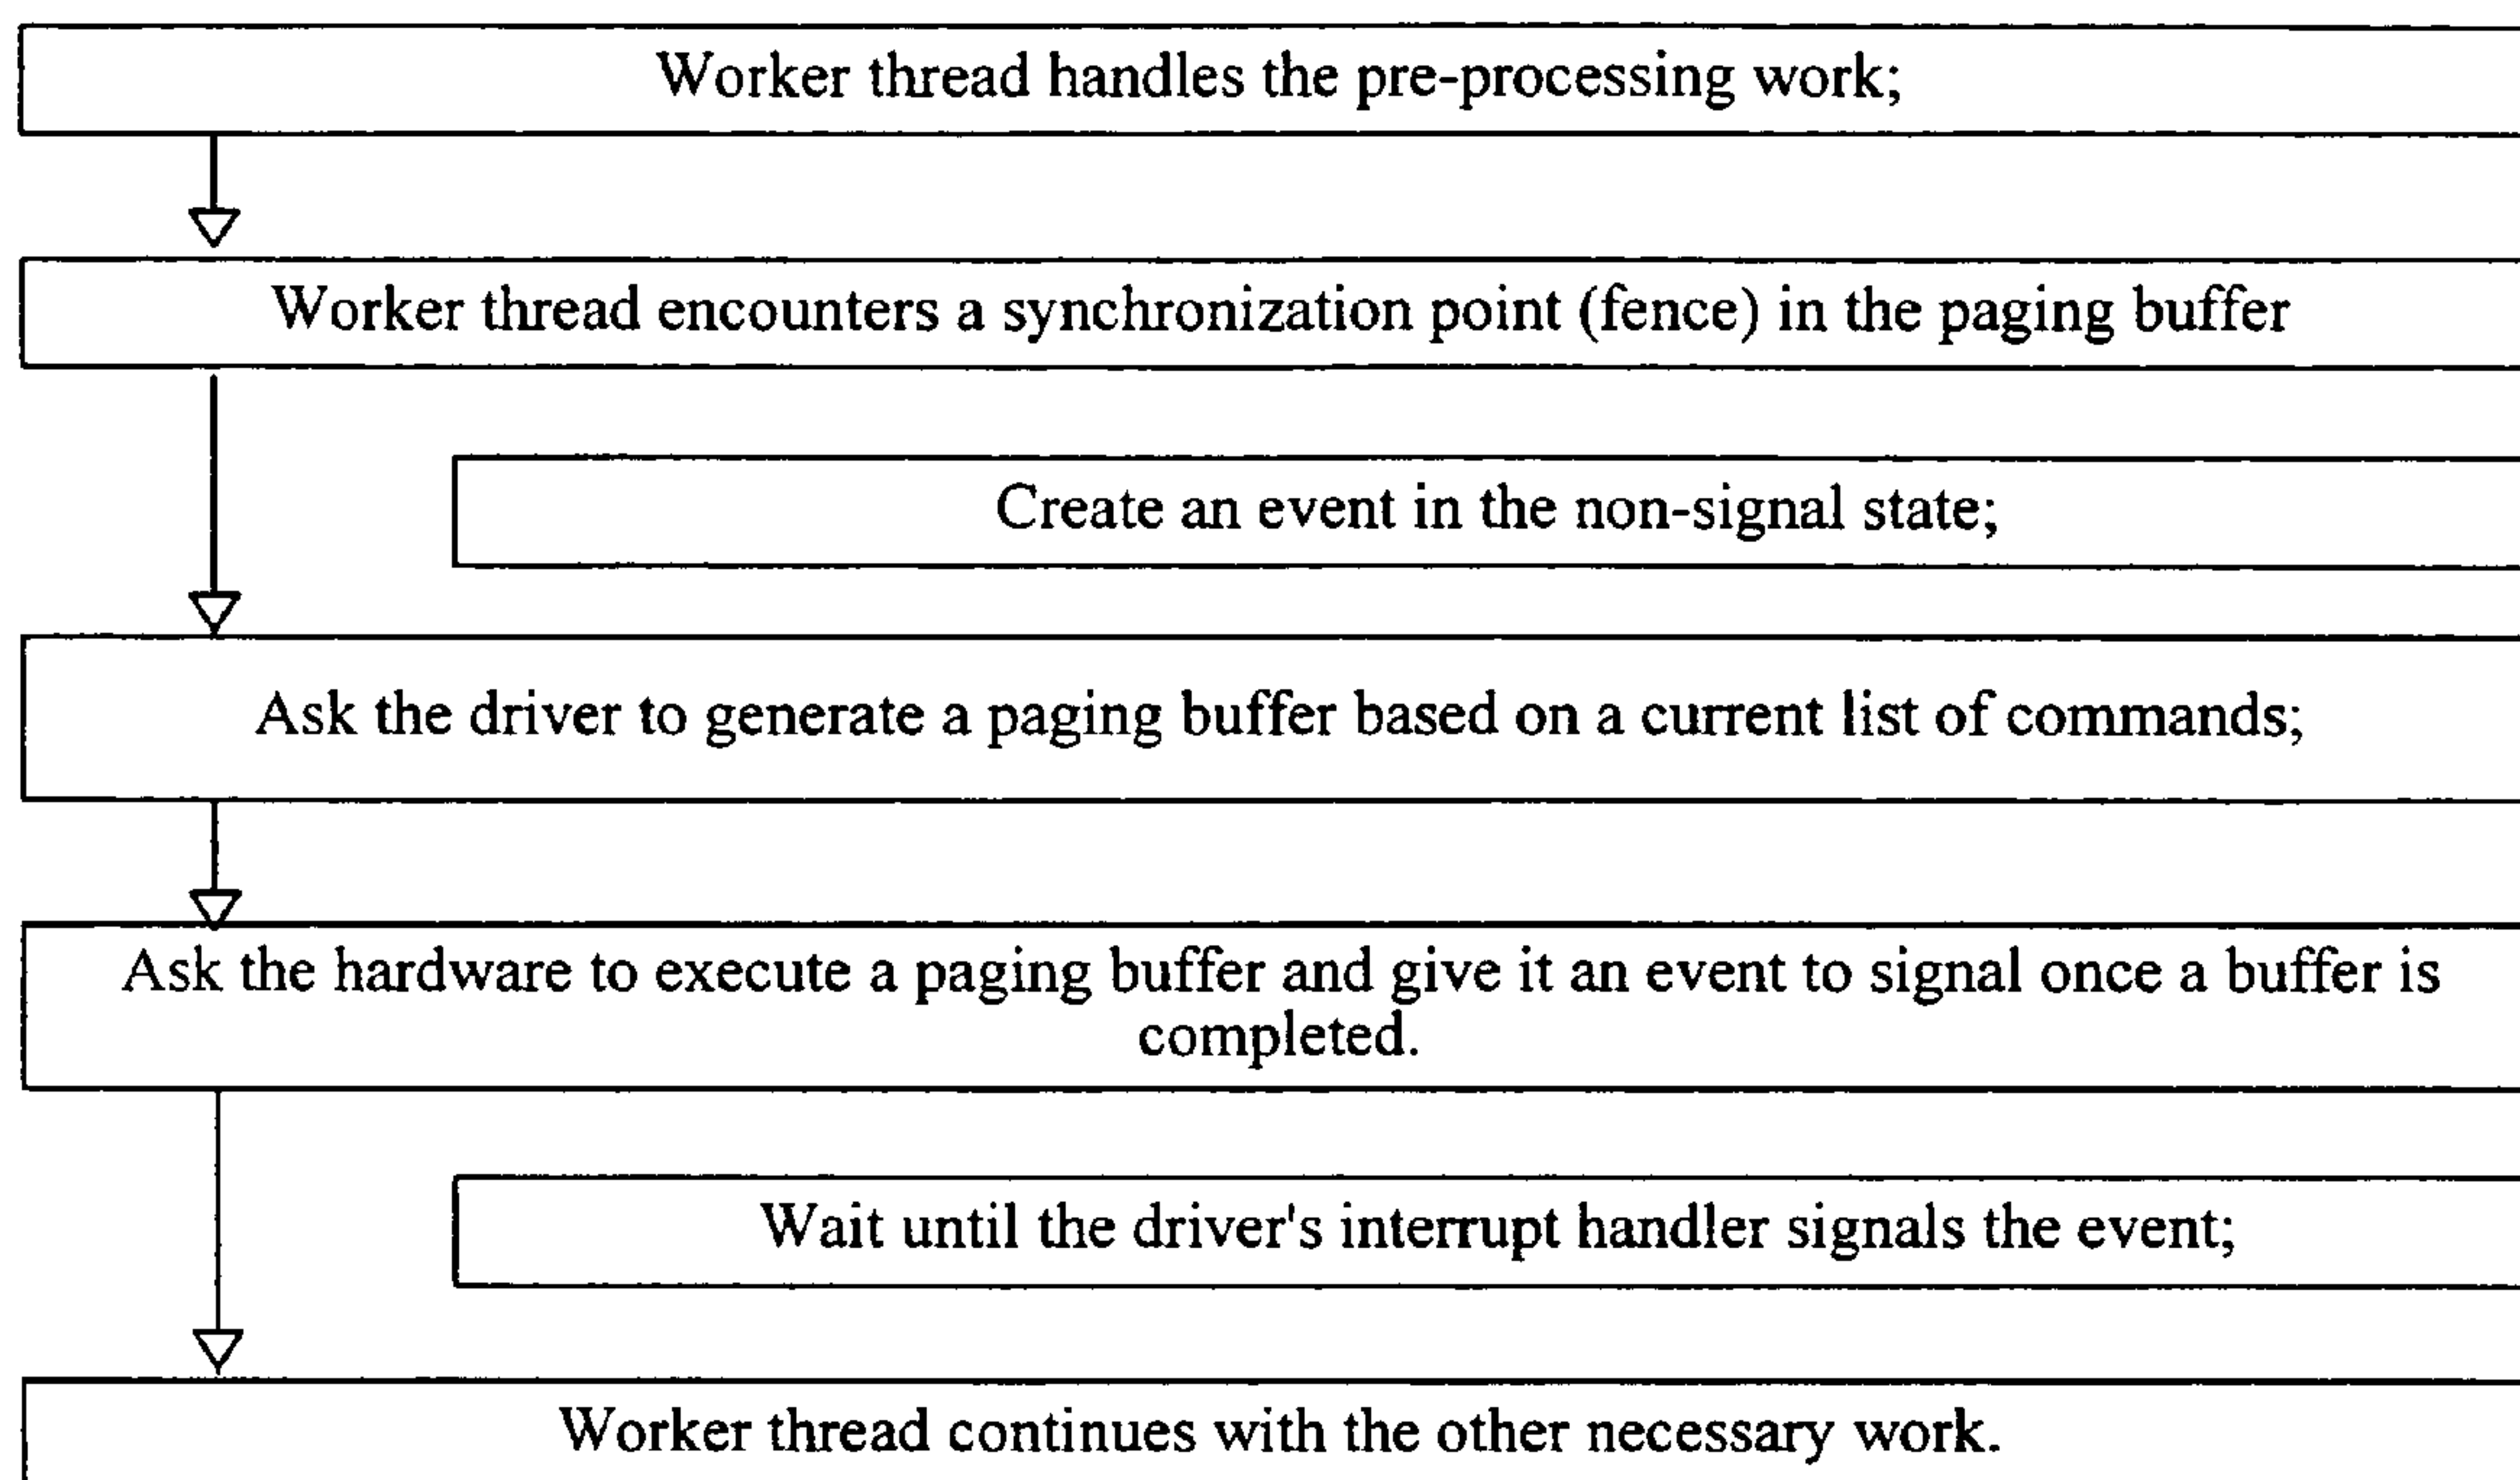 Worker thread handles the pre-processing work;
Worker thread encounters a synchronization point (fence) in the paging buffer
Create an event in the non-signal state;
Ask the driver to generate a paging buffer based on a current list of commands;
Ask the hardware to execute a paging buffer and give it an event to signal once a buffer is
completed.
Wait until the driver's interrupt handler signals the event;
Worker thread continues with the other necessary work.